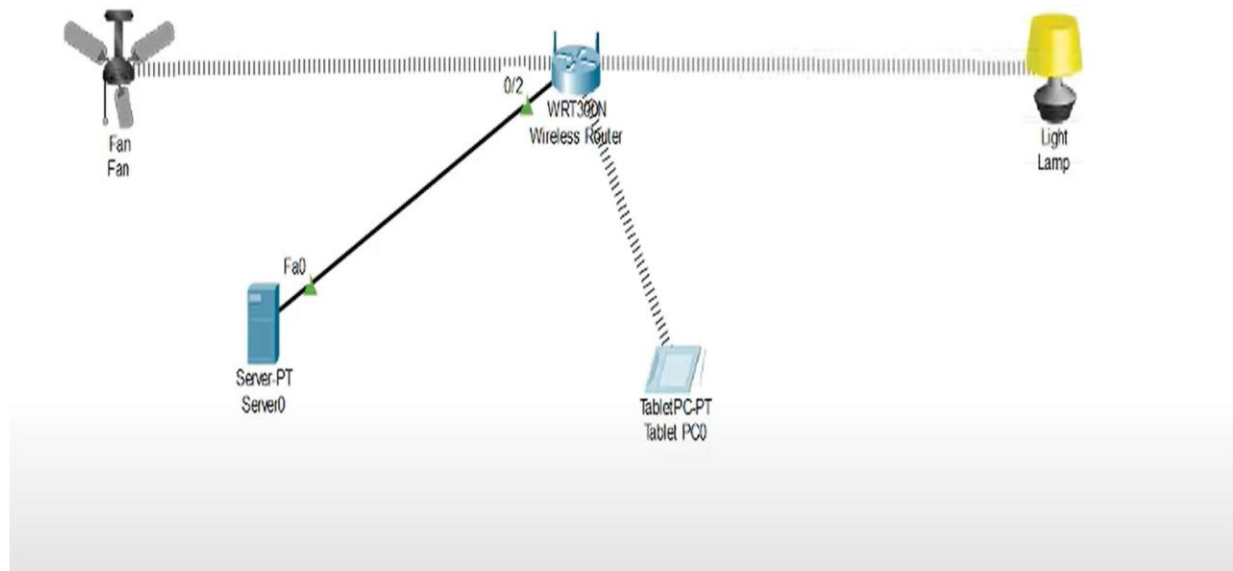 0/2
WRT300N
Wireless Router
Fan
Fan
Light
Lamp
Fa0
Server-PT
Server0
TabletPC-PT
Tablet PC0